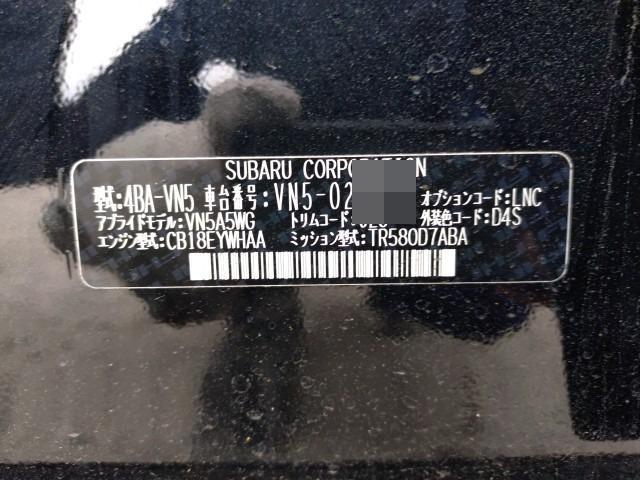 SUBARU CORPORATION
型式:4BA-VN5 車台番号:VN5-02 オプションコード:LNC
アプライドモデル:VN5A5WG トリムコード: 外装色コード:D4S
エンジン型式:CB18EYWHAA ミッション型式:TR580D7ABA